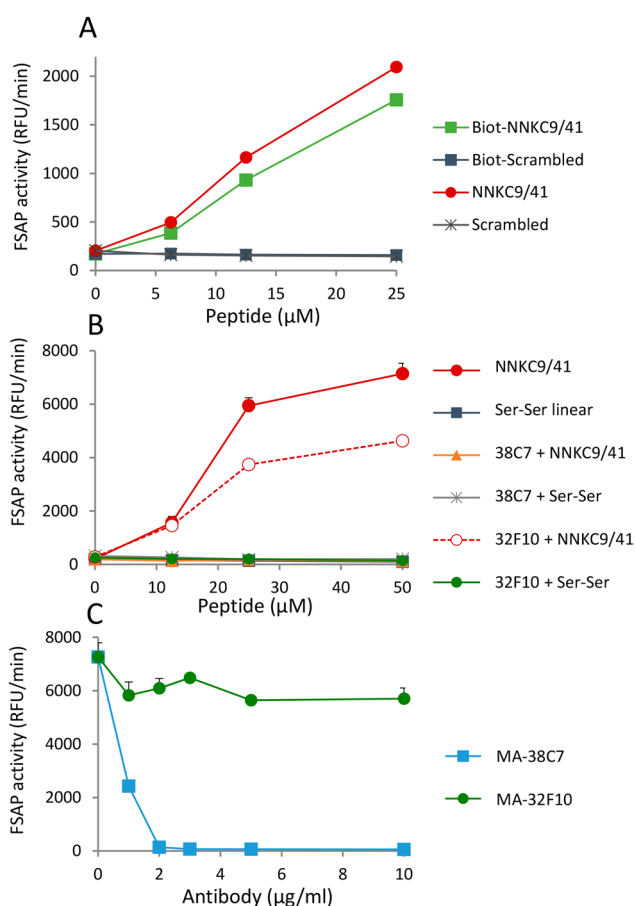 A
FSAP activity (RFU/min)
2000
1500
1000
500
0
0 5 10 15 20 25
Peptide (µM)
Biot-NNKC9/41
Biot-Scrambled
NNKC9/41
Scrambled
B
FSAP activity (RFU/min)
8000
6000
4000
2000
0
0 10 20 30 40 50
Peptide (µM)
NNKC9/41
Ser-Ser linear
38C7 + NNKC9/41
38C7 + Ser-Ser
32F10 + NNKC9/41
32F10 + Ser-Ser
C
FSAP activity (RFU/min)
8000
6000
4000
2000
0
0 2 4 6 8 10
Antibody (µg/ml)
MA-38C7
MA-32F10